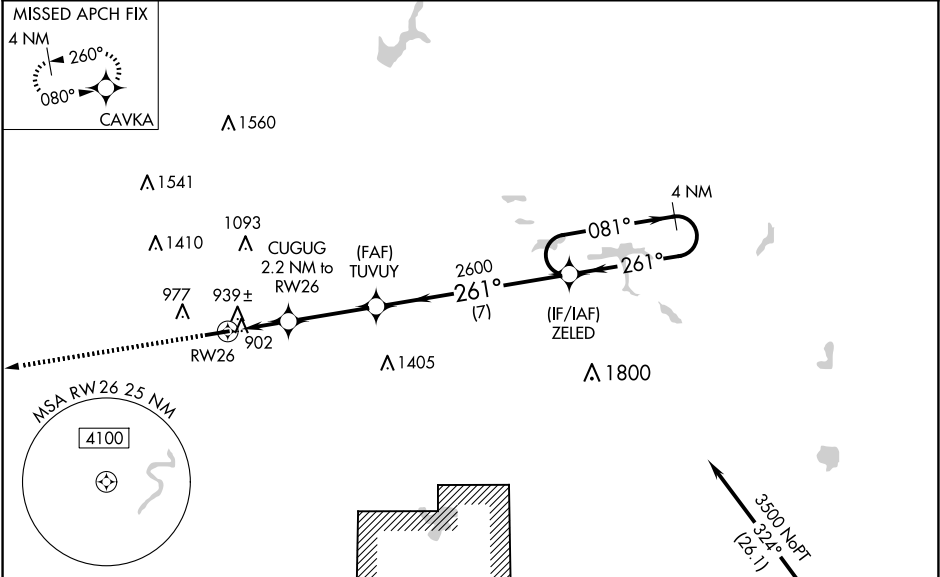 MISSED APCH FIX
4 NM
260°
080°
CAVKA
1560
1541
1410
1093
CUGUG
2.2 NM to
RW26
(FAF)
TUVUY
977
939±
902
RW26
2600
261°
(7)
4 NM
081°
261°
(IF/IAF)
ZELED
1405
1800
MSA RW 26 25 NM
4100
3500 NoPT
324°
(26.1)